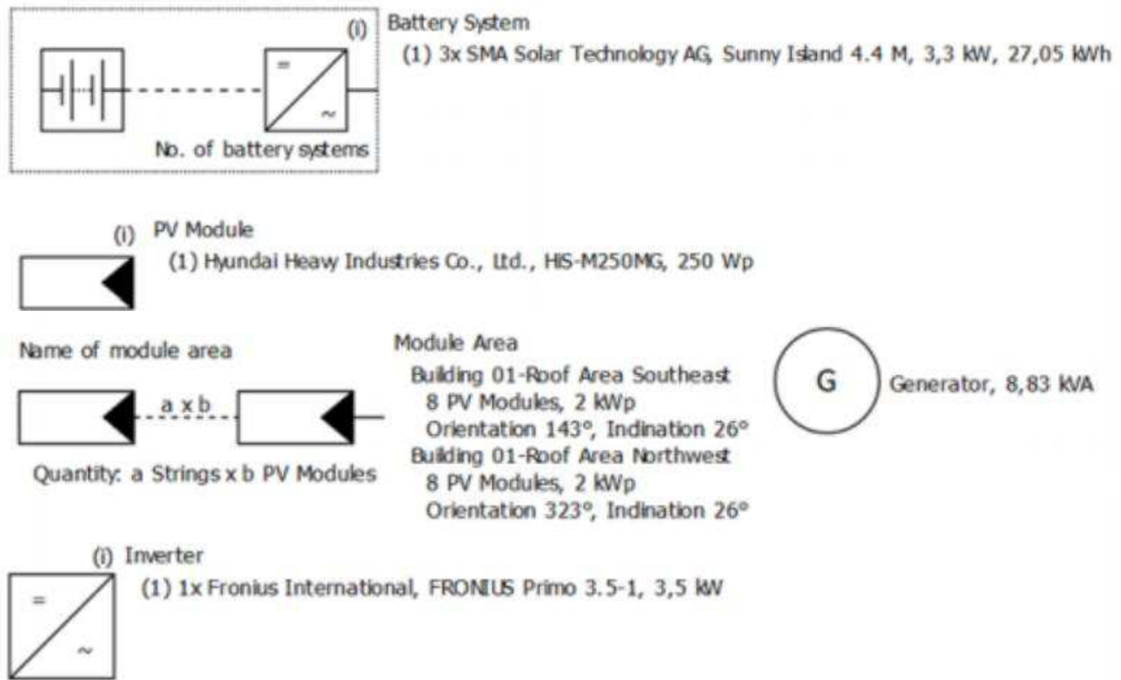 (i) Battery System
(1) 3x SMA Solar Technology AG, Sunny Island 4.4 M, 3,3 kW, 27,05 kWh
=
~
No. of battery systems
(i) PV Module
(1) Hyundai Heavy Industries Co., Ltd., HiS-M250MG, 250 Wp
Name of module area
a x b
Quantity: a Strings x b PV Modules
Module Area
Building 01-Roof Area Southeast
8 PV Modules, 2 kWp
Orientation 143°, Inclination 26°
Building 01-Roof Area Northwest
8 PV Modules, 2 kWp
Orientation 323°, Inclination 26°
G
Generator, 8,83 kVA
(i) Inverter
(1) 1x Fronius International, FRONIUS Primo 3.5-1, 3,5 kW
=
~